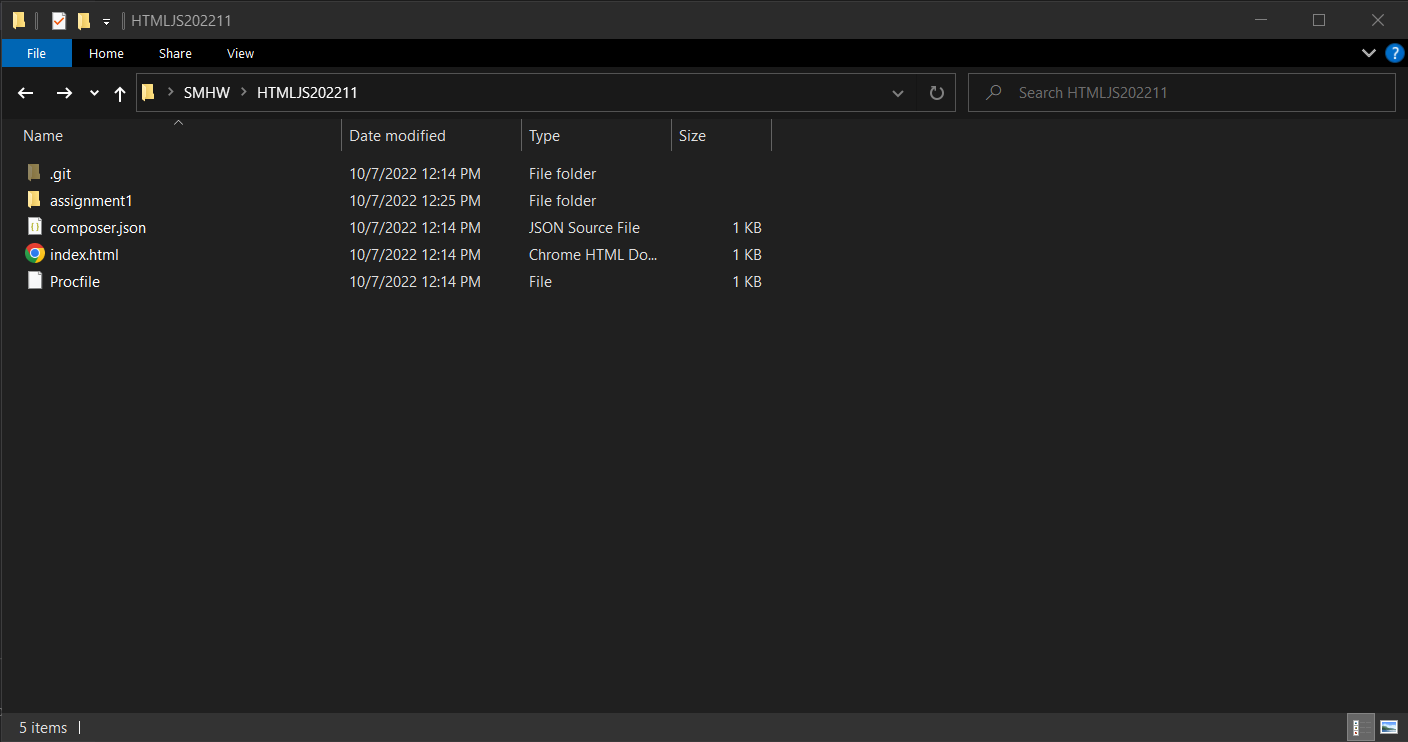 HTMLJS202211
File Home Share View
SMHW HTMLJS202211 Search HTMLJS202211
Name Date modified Type Size
.git 10/7/2022 12:14 PM File folder
assignment1 10/7/2022 12:25 PM File folder
composer.json 10/7/2022 12:14 PM JSON Source File 1 KB
index.html 10/7/2022 12:14 PM Chrome HTML Do... 1 KB
Procfile 10/7/2022 12:14 PM File 1 KB
5 items